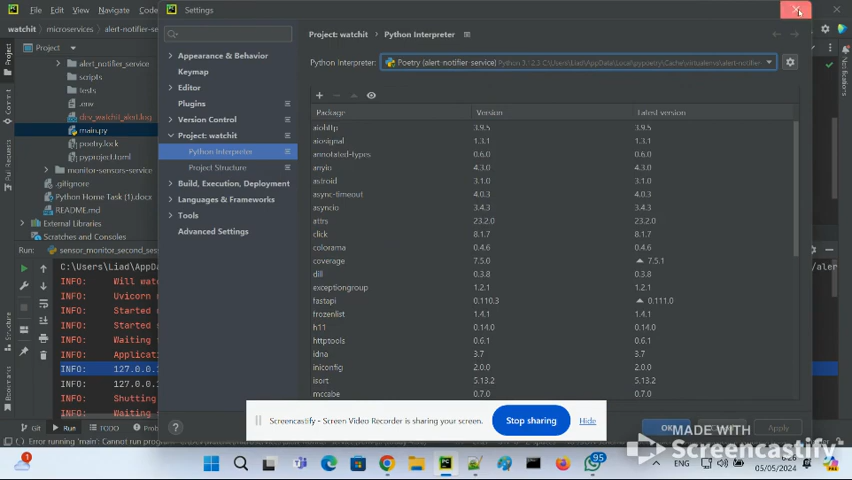 File Edit View Navigate
Settings
watchit microservices alert-notifier-s
Project
Project
Commit
Pull Requests
Structure
Bookmarks
alert_notifier_service
scripts
tests
.env
dev_watchit_alert.log
main.py
poetry.lock
pyproject.toml
monitor-sensors-service
.gitignore
Python Home Task (1).docx
README.md
External Libraries
Scratches and Consoles
Appearance & Behavior
Keymap
Editor
Plugins
Version Control
Project: watchit
Python Interpreter
Project Structure
Build, Execution, Deployment
Languages & Frameworks
Tools
Advanced Settings
Project: watchit › Python Interpreter
Python Interpreter: Poetry (alert-notifier service)
Package Version Latest version
aiohttp 3.9.5 3.9.5
aiosignal 1.3.1 1.3.1
annotated-types 0.6.0 0.6.0
anyio 4.3.0 4.3.0
astroid 3.1.0 3.1.0
async-timeout 4.0.3 4.0.3
asyncio 3.4.3 3.4.3
attrs 23.2.0 23.2.0
click 8.1.7 8.1.7
colorama 0.4.6 0.4.6
coverage 7.5.0 7.5.1
dill 0.3.8 0.3.8
exceptiongroup 1.2.1 1.2.1
fastapi 0.110.3 0.111.0
frozenlist 1.4.1 1.4.1
h11 0.14.0 0.14.0
httptools 0.6.1 0.6.1
idna 3.7 3.7
iniconfig 2.0.0 2.0.0
isort 5.13.2 5.13.2
mccabe 0.7.0 0.7.0
OK Apply
Run: sensor_monitor_second_ses
C:\Users\Liad\AppDa
INFO: Will watc
INFO: Uvicorn
INFO: Started
INFO: Started
INFO: Waiting
INFO: Applicati
INFO: 127.0.0.1
INFO: 127.0.0.
INFO: Shutting
INFO: Waiting
Git Run TODO
Error running 'main': Cannot
Screencastify - Screen Video Recorder is sharing your screen.
Stop sharing
Hide
MADE WITH
Screencastify
1
95
ENG
05/05/2024